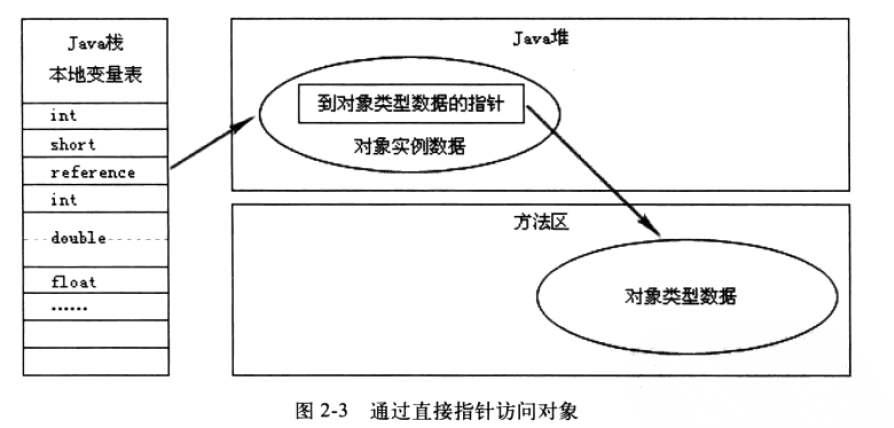 Java栈
本地变量表
int
short
reference
int
double
float
······
Java堆
到对象类型数据的指针
对象实例数据
方法区
对象类型数据
图 2-3 通过直接指针访问对象